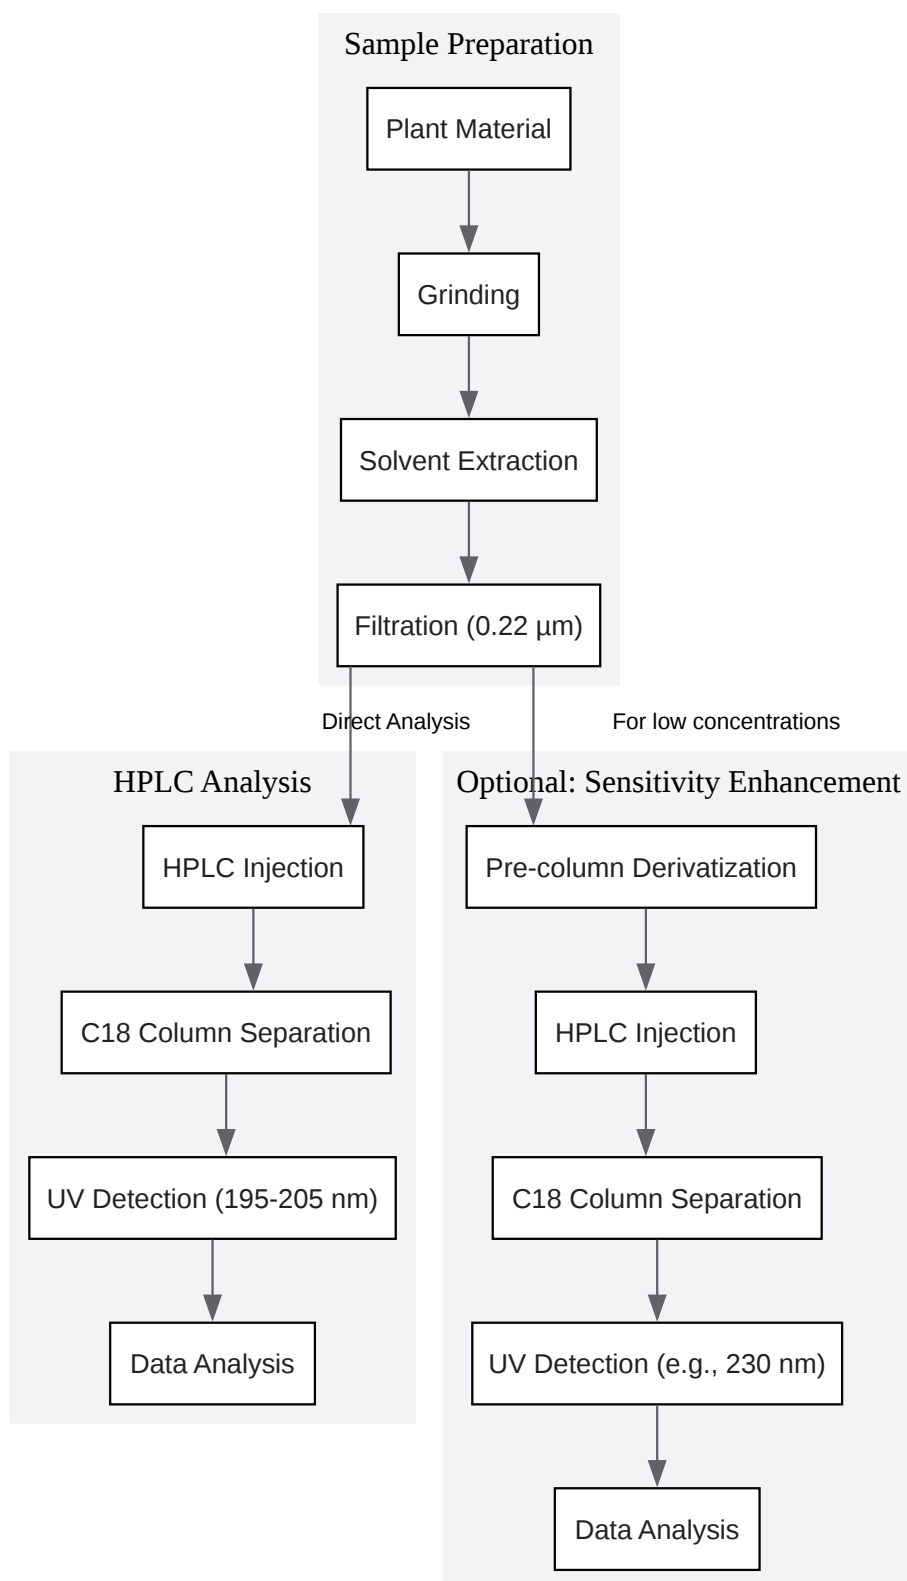 Sample Preparation
Plant Material
Grinding
Solvent Extraction
Filtration (0.22 µm)
Direct Analysis
For low concentrations
HPLC Analysis
HPLC Injection
C18 Column Separation
UV Detection (195-205 nm)
Data Analysis
Optional: Sensitivity Enhancement
Pre-column Derivatization
HPLC Injection
C18 Column Separation
UV Detection (e.g., 230 nm)
Data Analysis